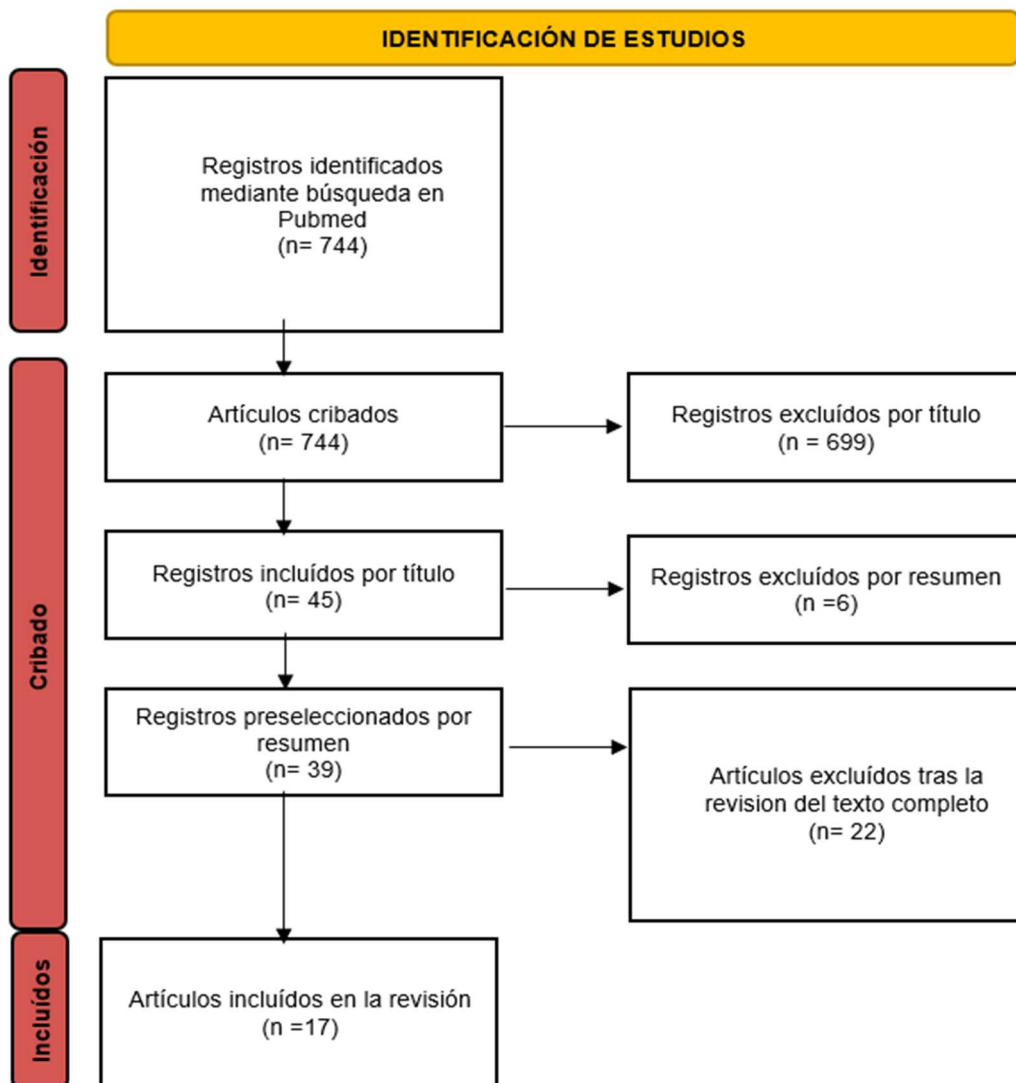 IDENTIFICACIÓN DE ESTUDIOS
Identificación
Registros identificados
mediante búsqueda en
Pubmed
(n= 744)
Cribado
Artículos cribados
(n= 744)
Registros excluídos por título
(n = 699)
Registros incluídos por título
(n= 45)
Registros excluídos por resumen
(n =6)
Registros preseleccionados por
resumen
(n= 39)
Artículos excluídos tras la
revision del texto completo
(n= 22)
Incluídos
Artículos incluídos en la revisión
(n =17)